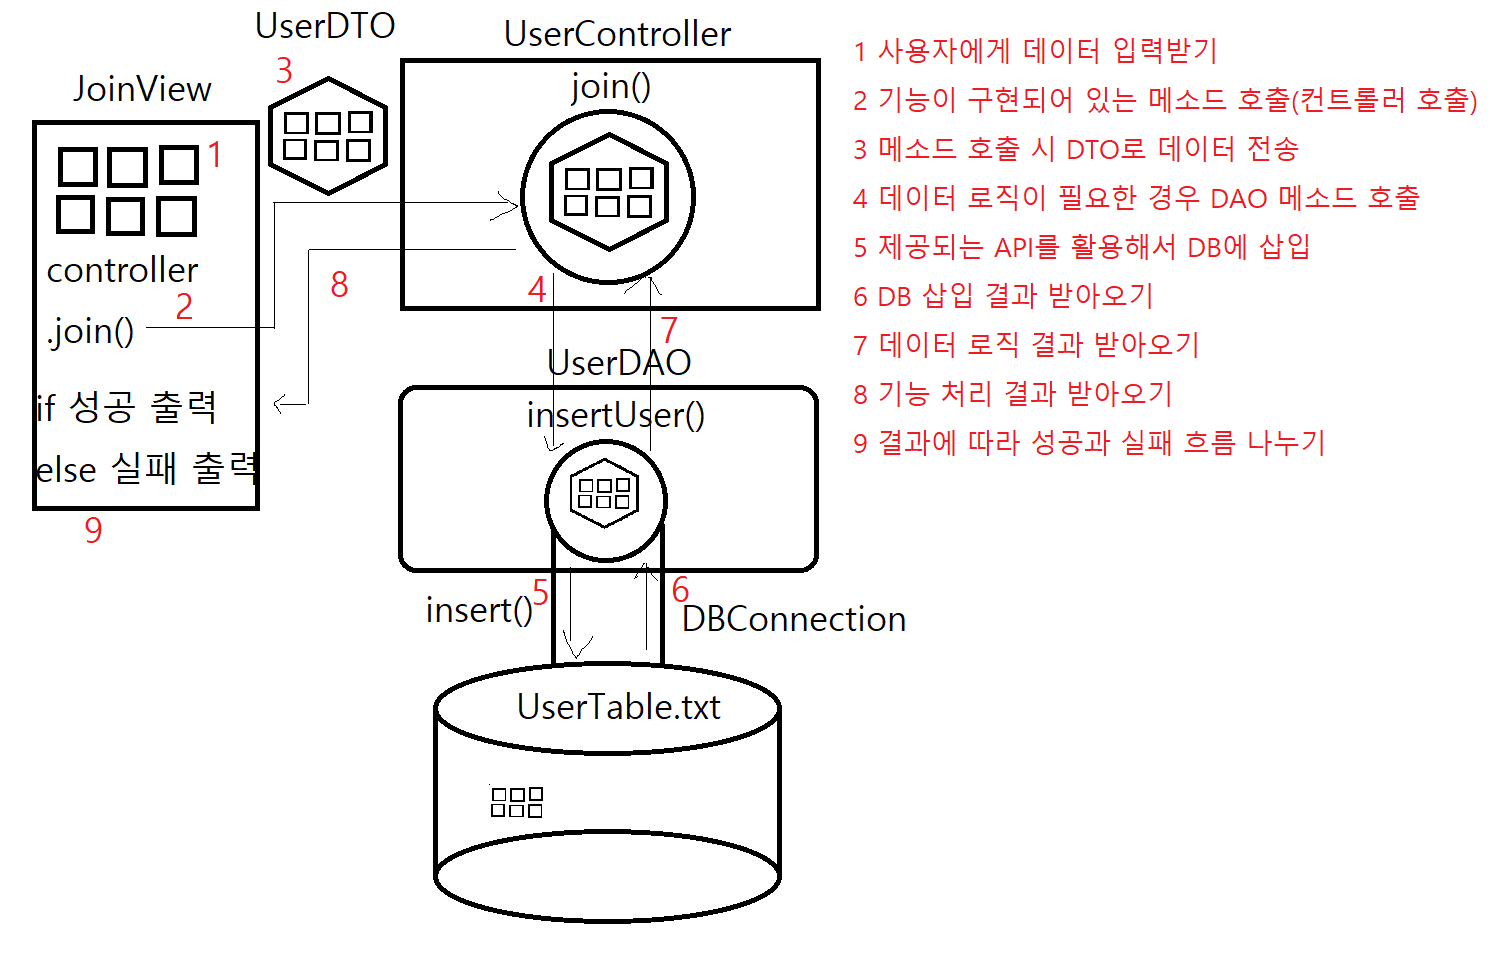 UserDTO
3
JoinView
1
controller
2
.join()
if 성공 출력
else 실패 출력
9
8
UserController
join()
4
7
UserDAO
insertUser()
5
6
insert()
DBConnection
UserTable.txt
1 사용자에게 데이터 입력받기
2 기능이 구현되어 있는 메소드 호출(컨트롤러 호출)
3 메소드 호출 시 DTO로 데이터 전송
4 데이터 로직이 필요한 경우 DAO 메소드 호출
5 제공되는 API를 활용해서 DB에 삽입
6 DB 삽입 결과 받아오기
7 데이터 로직 결과 받아오기
8 기능 처리 결과 받아오기
9 결과에 따라 성공과 실패 흐름 나누기